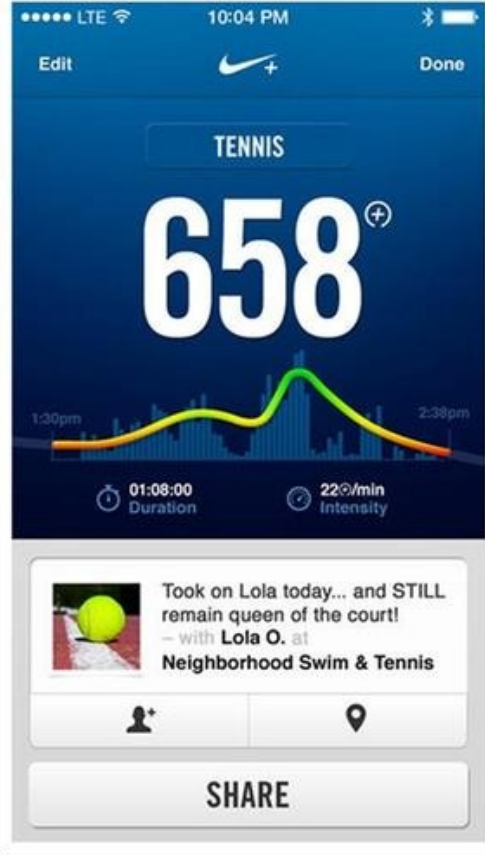 LTE 10:04 PM
Edit + Done
TENNIS
658
1:30pm 2:38pm
01:08:00 22/min
Duration Intensity
Took on Lola today... and STILL
remain queen of the court!
– with Lola O. at
Neighborhood Swim & Tennis
SHARE